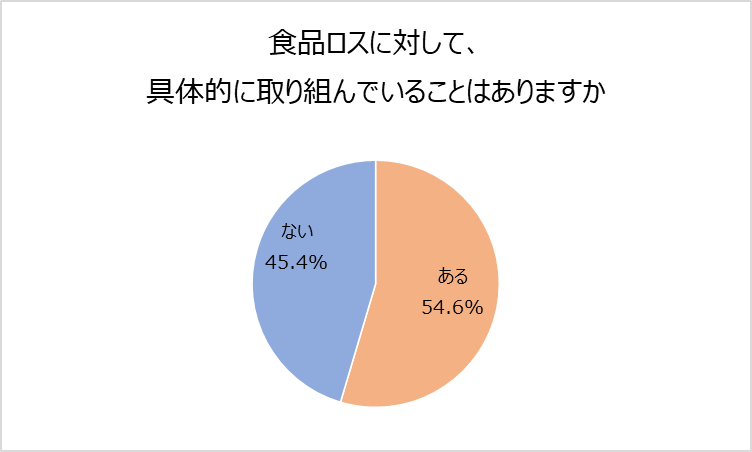 食品ロスに対して、
具体的に取り組んでいることはありますか
ない
45.4%
ある
54.6%